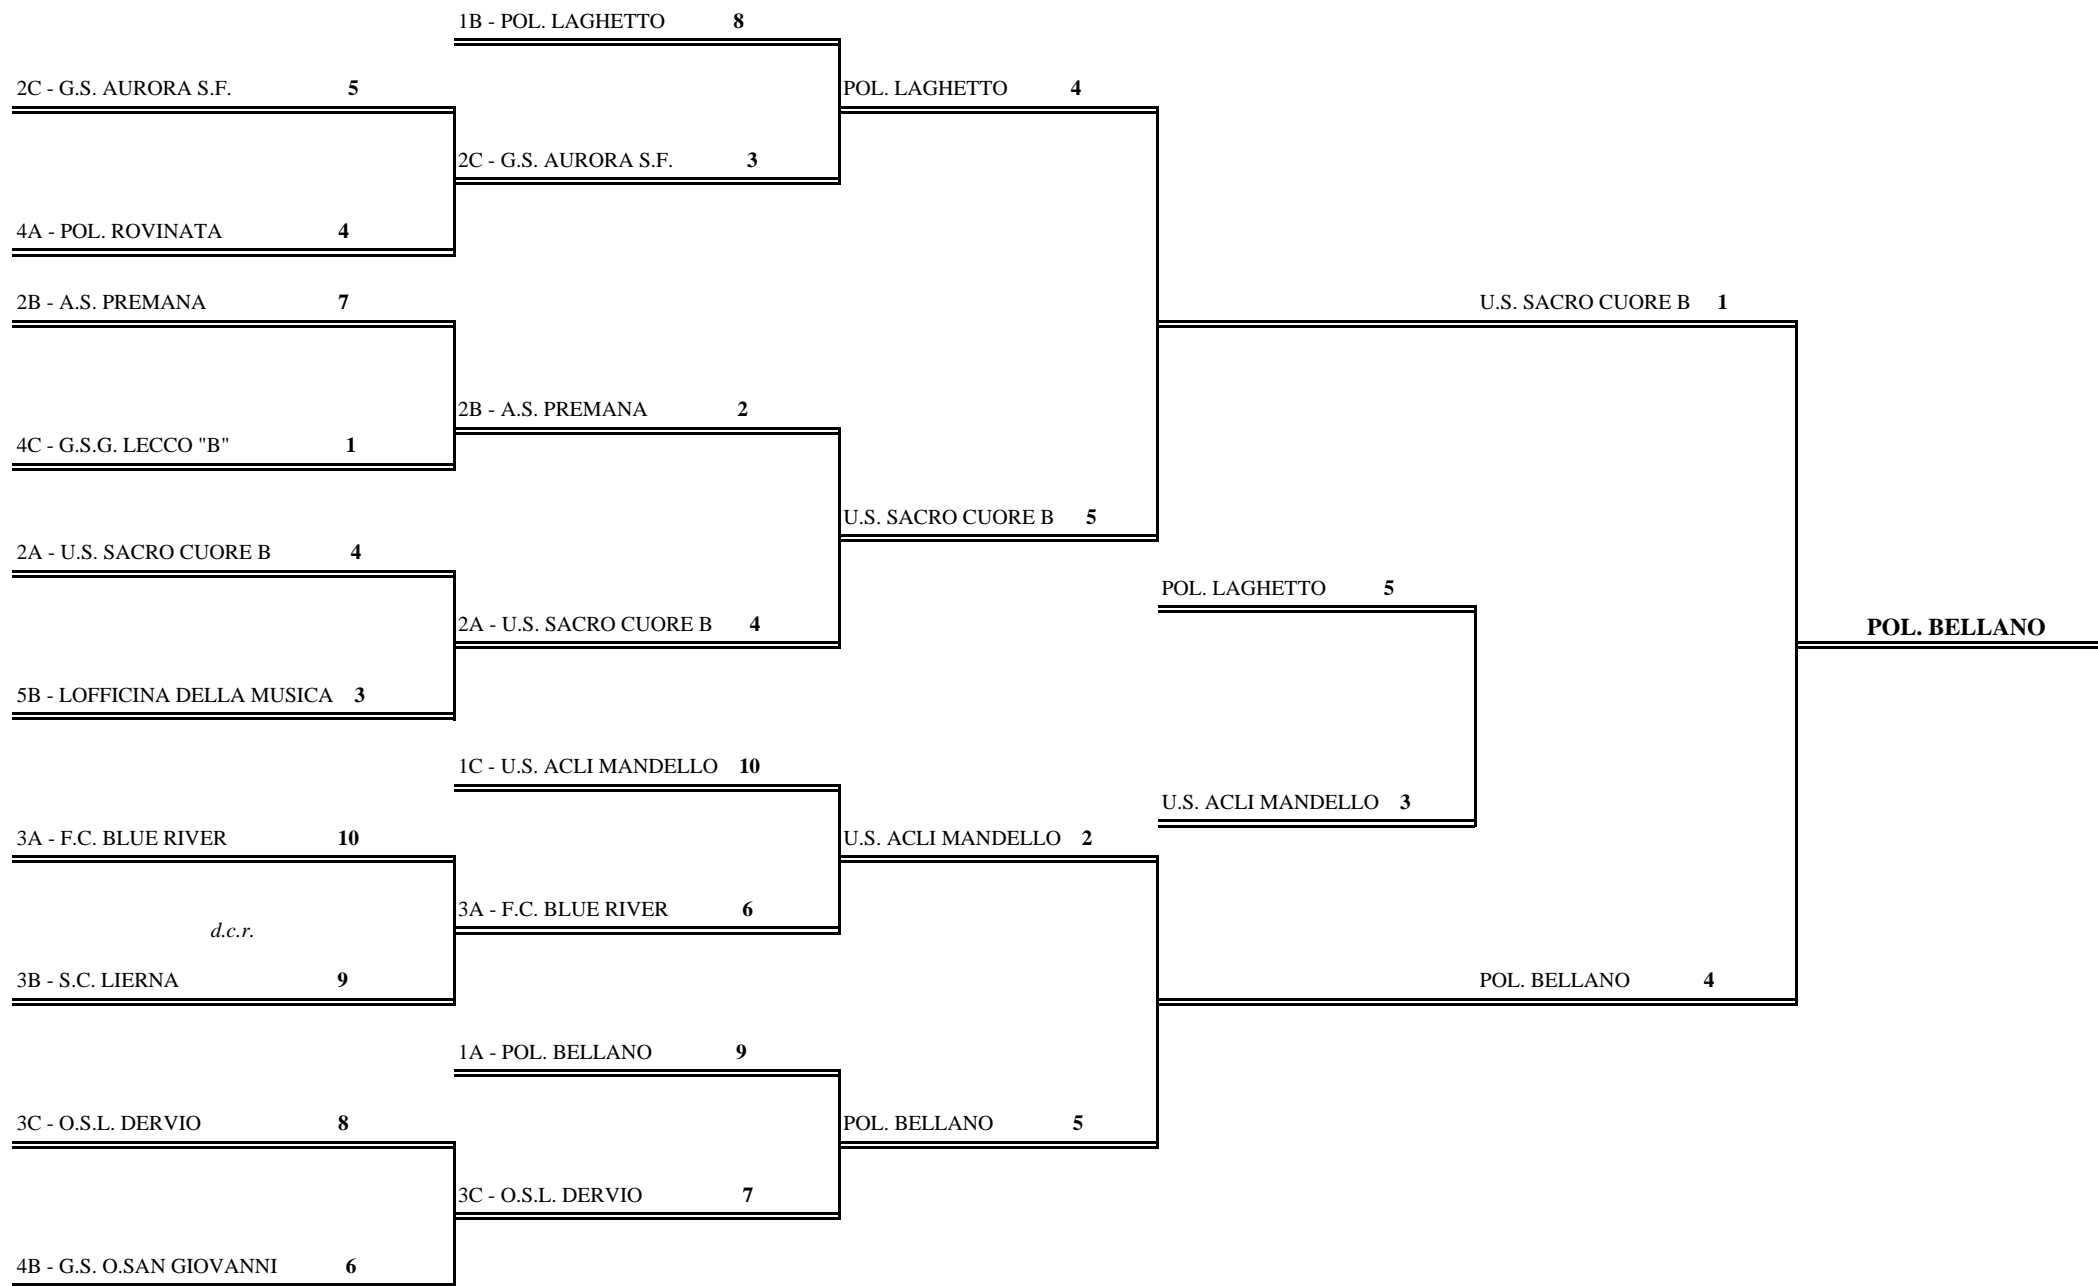 1B - POL. LAGHETTO 8
2C - G.S. AURORA S.F. 5
POL. LAGHETTO 4
2C - G.S. AURORA S.F. 3
4A - POL. ROVINATA 4
2B - A.S. PREMANA 7
U.S. SACRO CUORE B 1
2B - A.S. PREMANA 2
4C - G.S.G. LECCO "B" 1
U.S. SACRO CUORE B 5
2A - U.S. SACRO CUORE B 4
POL. LAGHETTO 5
2A - U.S. SACRO CUORE B 4
POL. BELLANO
5B - LOFFICINA DELLA MUSICA 3
1C - U.S. ACLI MANDELLO 10
U.S. ACLI MANDELLO 3
3A - F.C. BLUE RIVER 10
U.S. ACLI MANDELLO 2
3A - F.C. BLUE RIVER 6
d.c.r.
3B - S.C. LIERNA 9
POL. BELLANO 4
1A - POL. BELLANO 9
3C - O.S.L. DERVIO 8
POL. BELLANO 5
3C - O.S.L. DERVIO 7
4B - G.S. O.SAN GIOVANNI 6